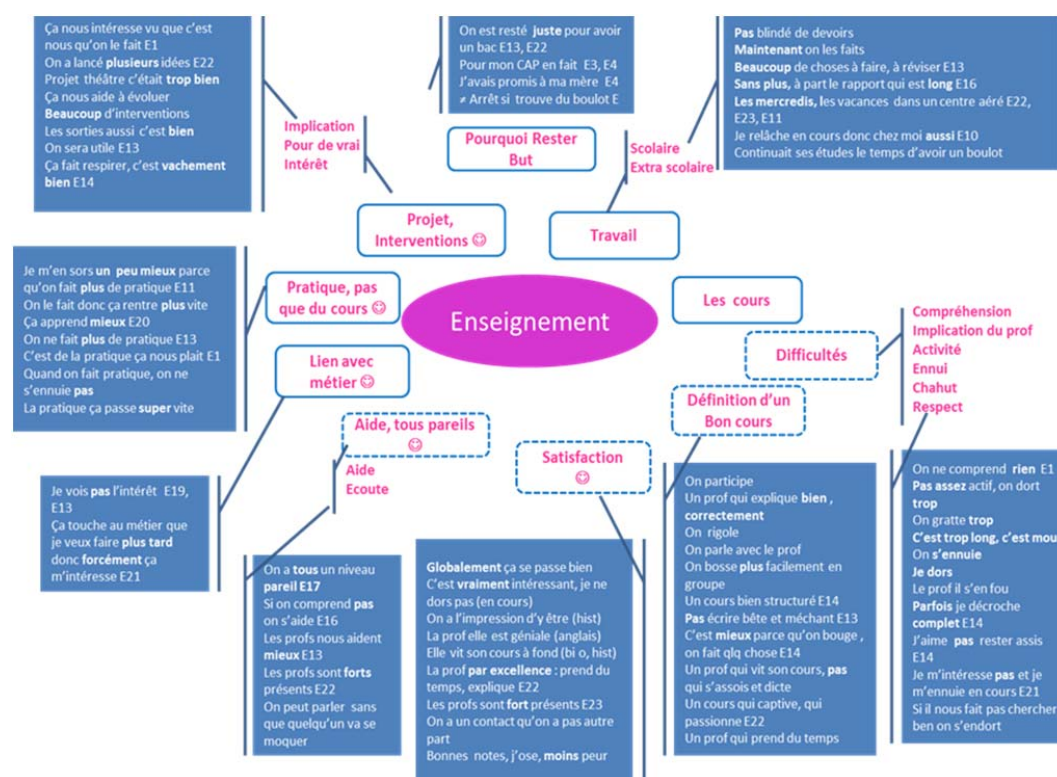 Ça nous intéresse vu que c'est
nous qu'on le fait E1
On a lancé plusieurs idées E22
Projet théâtre c'était trop bien
Ça nous aide à évoluer
Beaucoup d'interventions
Les sorties aussi c'est bien
On sera utile E13
Ça fait respirer, c'est vachement
bien E14
Implication
Pour de vrai
Intérêt
Projet,
Interventions ☺
On est resté juste pour avoir
un bac E13, E22
Pour mon CAP en fait E3, E4
J'avais promis à ma mère E4
≠ Arrêt si trouve du boulot E
Pourquoi Rester
But
Pas blindé de devoirs
Maintenant on les faits
Beaucoup de choses à faire, à réviser E13
Sans plus, à part le rapport qui est long E16
Les mercredis, les vacances dans un centre aéré E22,
E23, E11
Je relâche en cours donc chez moi aussi E10
Continuait ses études le temps d'avoir un boulot
Scolaire
Extra scolaire
Travail
Je m'en sors un peu mieux parce
qu'on fait plus de pratique E11
On le fait donc ça rentre plus vite
Ça apprend mieux E20
On ne fait plus de pratique E13
C'est de la pratique ça nous plait E1
Quand on fait pratique, on ne
s'ennuie pas
La pratique ça passe super vite
Pratique, pas
que du cours ☺
Enseignement
Les cours
Lien avec
métier ☺
Je vois pas l'intérêt E19,
E13
Ça touche au métier que
je veux faire plus tard
donc forcément ça
m'intéresse E21
Aide, tous pareils
☺
Aide
Ecoute
On a tous un niveau
pareil E17
Si on comprend pas
on s'aide E16
Les profs nous aident
mieux E13
Les profs sont forts
présents E22
On peut parler sans
que quelqu'un va se
moquer
Satisfaction
☺
Globalement ça se passe bien
C'est vraiment intéressant, je ne
dors pas (en cours)
On a l'impression d'y être (hist)
La prof elle est géniale (anglais)
Elle vit son cours à fond (bi o, hist)
La prof par excellence : prend du
temps, explique E22
Les profs sont fort présents E23
On a un contact qu'on a pas autre
part
Bonnes notes, j'ose, moins peur
Définition d'un
Bon cours
On participe
Un prof qui explique bien ,
correctement
On rigole
On parle avec le prof
On bosse plus facilement en
groupe
Un cours bien structuré E14
Pas écrire bête et méchant E13
C'est mieux parce qu'on bouge ,
on fait qlq chose E14
Un prof qui vit son cours, pas
qui s'assois et dicte
Un cours qui captive, qui
passionne E22
Un prof qui prend du temps
Difficultés
Compréhension
Implication du prof
Activité
Ennui
Chahut
Respect
On ne comprend rien E1
Pas assez actif, on dort
trop
On gratte trop
C'est trop long, c'est mou
On s'ennuie
Je dors
Le prof il s'en fou
Parfois je décroche
complet E14
J'aime pas rester assis
E14
Je m'intéresse pas et je
m'ennuie en cours E21
Si il nous fait pas chercher
ben on s'endort